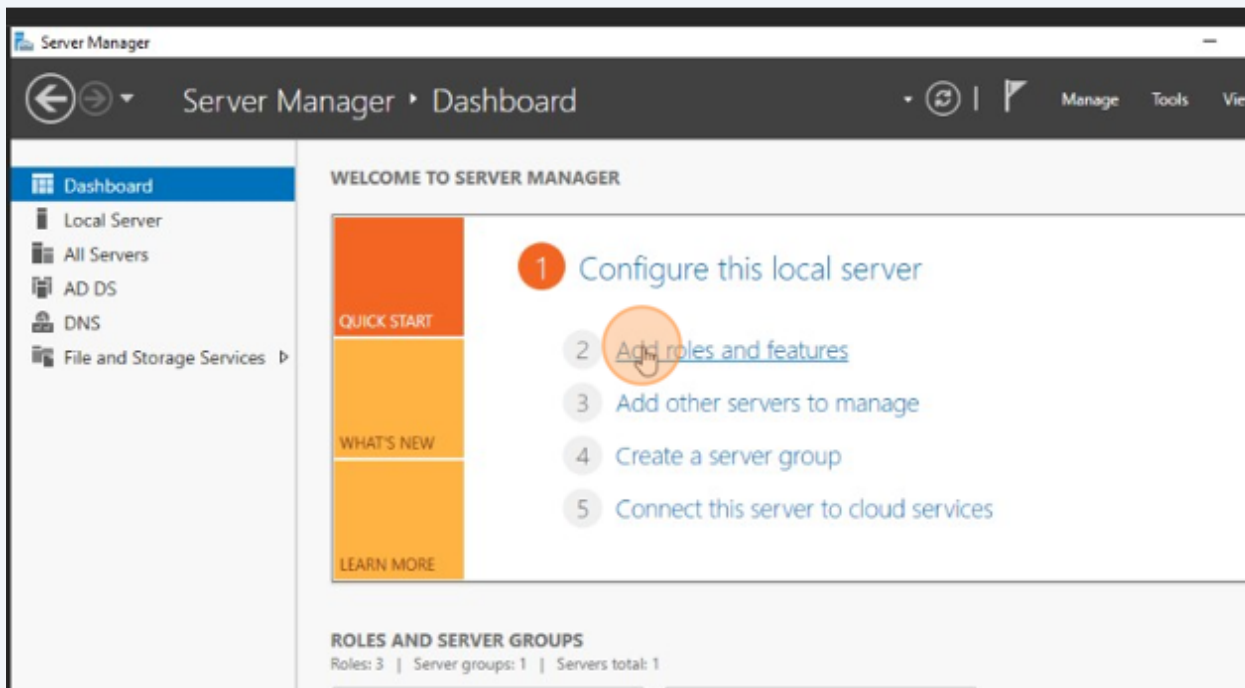 Server Manager
Server Manager ‣ Dashboard
Manage Tools Vie
Dashboard
Local Server
All Servers
AD DS
DNS
File and Storage Services
WELCOME TO SERVER MANAGER
QUICK START
WHAT'S NEW
LEARN MORE
1 Configure this local server
2 Add roles and features
3 Add other servers to manage
4 Create a server group
5 Connect this server to cloud services
ROLES AND SERVER GROUPS
Roles: 3 | Server groups: 1 | Servers total: 1